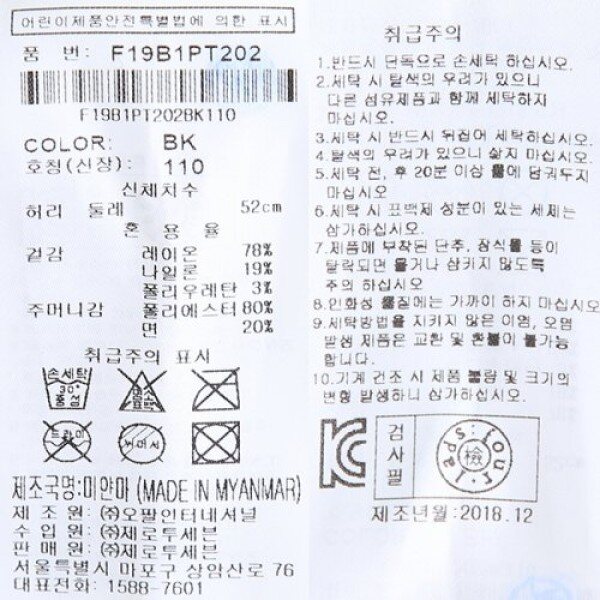 어린이제품안전특별법에 의한 표시
품 번: F19B1PT202
F19B1PT202BK110
COLOR: BK
호칭(신장): 110
신체치수
허리 둘레 52cm
혼 용 율
겉감 레이온 78%
나일론 19%
폴리우레탄 3%
주머니감 폴리에스터 80%
면 20%
취급주의 표시
손세탁
30°
중성
염소
표백
드라이
짜서
제조국명:미얀마 (MADE IN MYANMAR)
제 조 원: ㈜오팔인터내셔널
수 입 원: ㈜제로투세븐
판 매 원: ㈜제로투세븐
서울특별시 마포구 상암산로 76
대표전화: 1588-7601
취급주의
1.반드시 단독으로 손세탁 하십시오.
2.세탁 시 탈색의 우려가 있으니
다른 섬유제품과 함께 세탁하지
마십시오.
3.세탁 시 반드시 뒤집어 세탁하십시오.
4.탈색의 우려가 있으니 삶지 마십시오.
5.세탁 전, 후 20분 이상 물에 담궈두지
마십시오
6.세탁 시 표백제 성분이 있는 세제는
삼가하십시오.
7.제품에 부착된 단추, 장식물 등이
탈락되면 물거나 삼키지 않도록
주의 하십시오
8.인화성 물질에는 가까이 하지 마십시오
9.세탁방법을 지키지 않은 이염, 오염
발생 제품은 교환 및 환불이 불가능
합니다.
10.기계 건조 시 제품 불량 및 크기의
변형 발생하니 삼가하십시오.
KC
검사필
檢
제조년월:2018.12